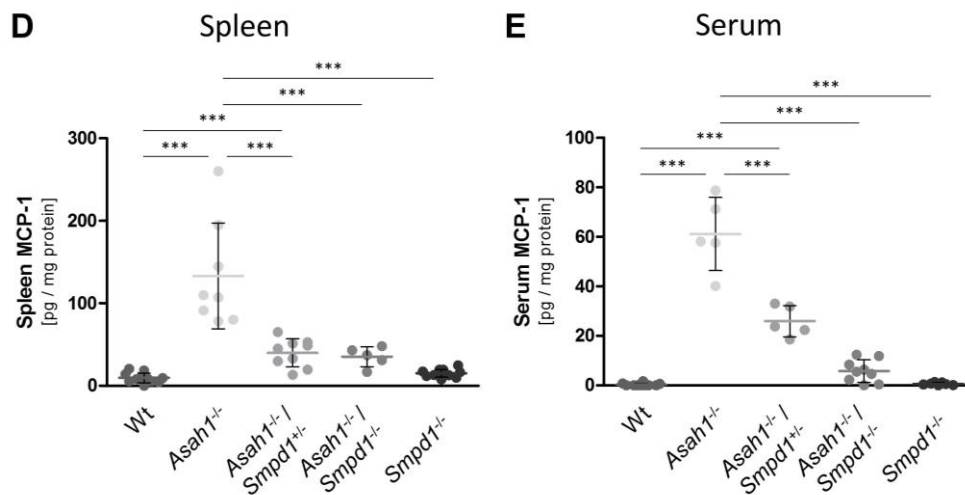 D Spleen
***
***
***
*** ***
Spleen MCP-1
[pg / mg protein]
300
200
100
0
Wt
Asah1-/-
Asah1-/- /
Smpd1+/-
Asah1-/- /
Smpd1-/-
Smpd1-/-
E Serum
***
***
***
*** ***
Serum MCP-1
[pg / mg protein]
100
80
60
40
20
0
Wt
Asah1-/-
Asah1-/- /
Smpd1+/-
Asah1-/- /
Smpd1-/-
Smpd1-/-